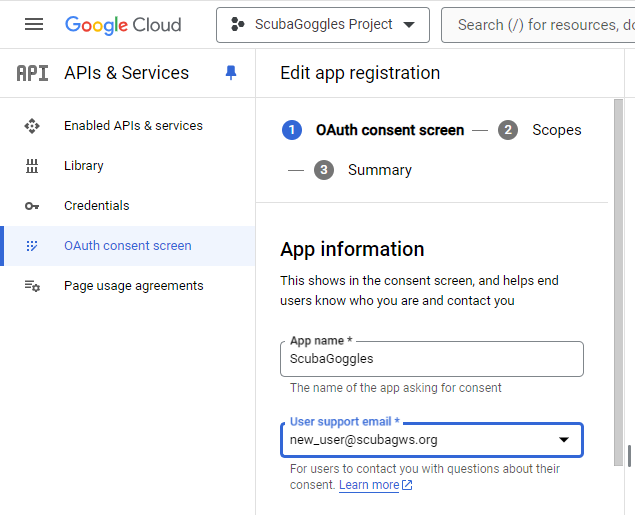 Google Cloud
ScubaGoggles Project
Search (/) for resources, do
API
APIs & Services
Edit app registration
Enabled APIs & services
Library
Credentials
OAuth consent screen
Page usage agreements
1 OAuth consent screen — 2 Scopes
— 3 Summary
App information
This shows in the consent screen, and helps end
users know who you are and contact you
App name *
ScubaGoggles
The name of the app asking for consent
User support email *
new_user@scubagws.org
For users to contact you with questions about their
consent. Learn more